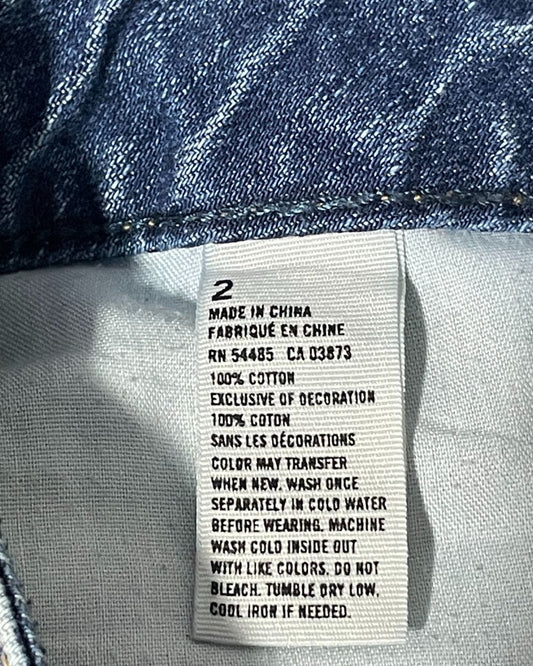 2
MADE IN CHINA
FABRIQUÉ EN CHINE
RN 54485 CA 03873
100% COTTON
EXCLUSIVE OF DECORATION
100% COTON
SANS LES DÉCORATIONS
COLOR MAY TRANSFER
WHEN NEW. WASH ONCE
SEPARATELY IN COLD WATER
BEFORE WEARING. MACHINE
WASH COLD INSIDE OUT
WITH LIKE COLORS. DO NOT
BLEACH. TUMBLE DRY LOW.
COOL IRON IF NEEDED.